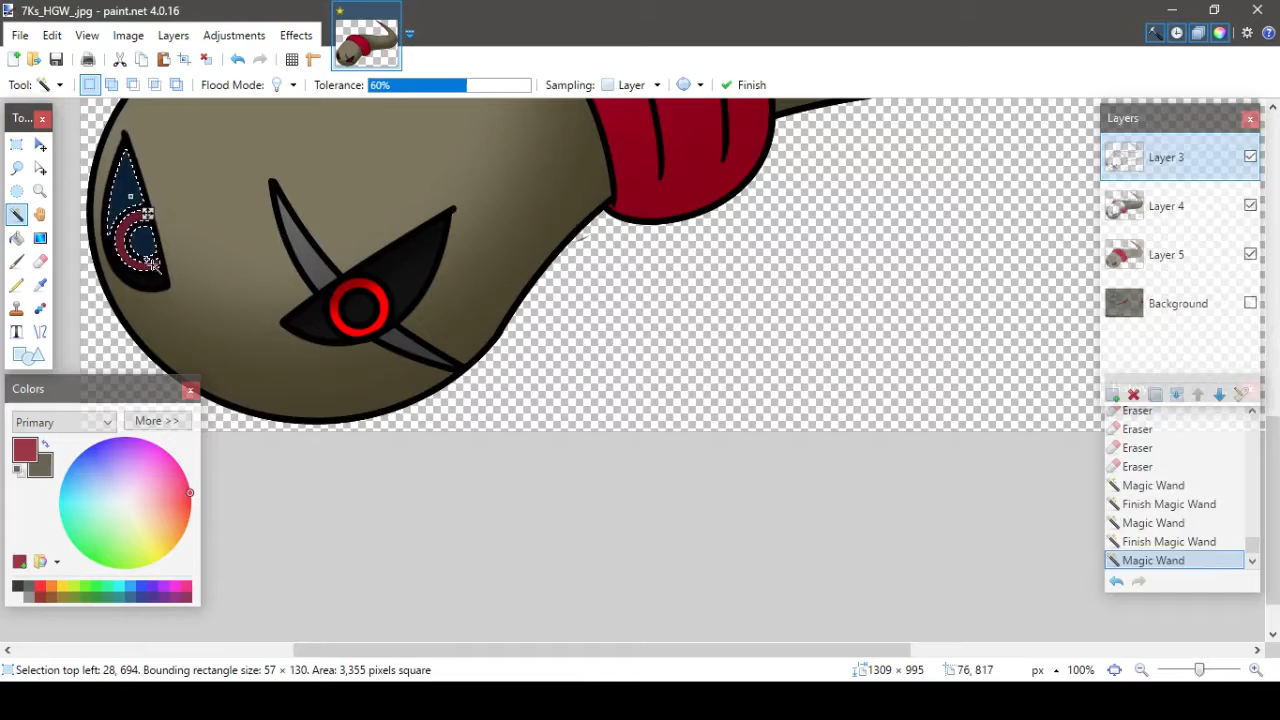 7Ks_HGW_jpg - paint.net 4.0.16
File Edit View Image Layers Adjustments Effects
Tool: Flood Mode: Tolerance: 60% Sampling: Layer Finish
To...
Layers
Layer 3
Layer 4
Layer 5
Background
Colors
Primary More >>
Eraser
Eraser
Eraser
Eraser
Magic Wand
Finish Magic Wand
Magic Wand
Finish Magic Wand
Magic Wand
Selection top left: 28, 694. Bounding rectangle size: 57 × 130. Area: 3,355 pixels square 1309 × 995 76, 817 px 100%